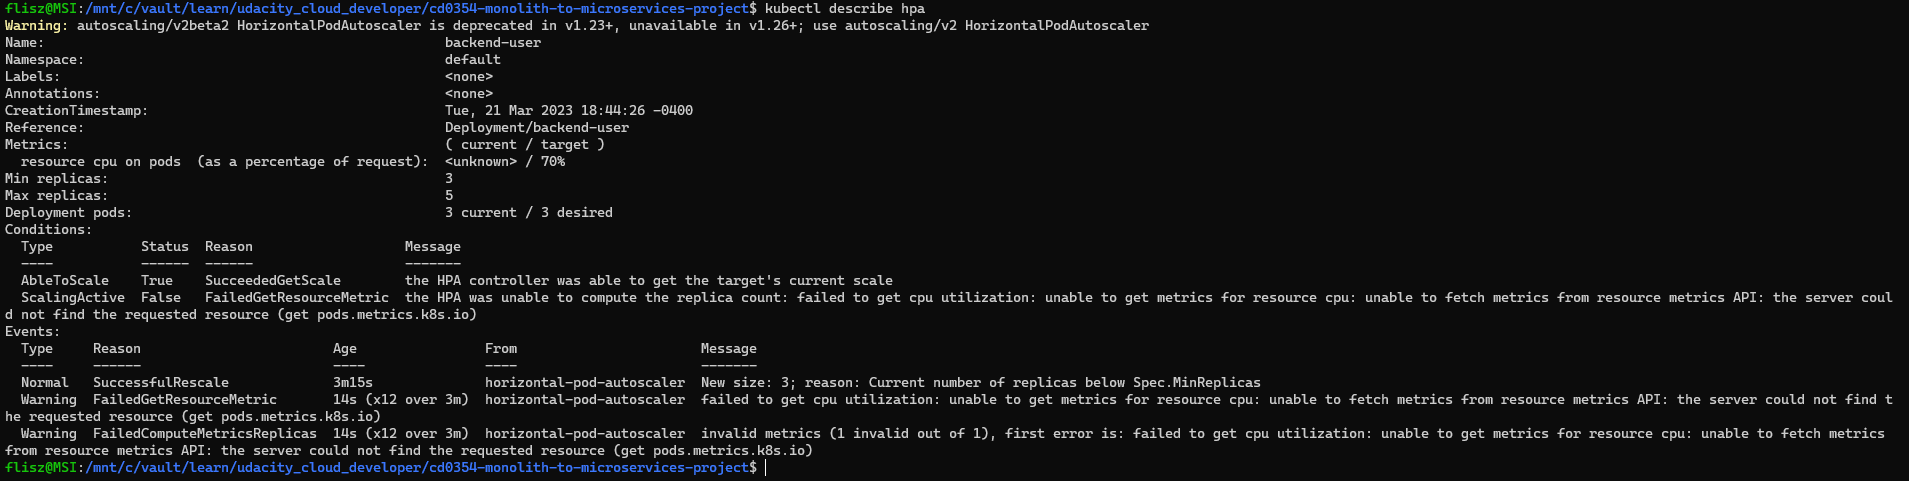 flisz@MSI:/mnt/c/vault/learn/udacity_cloud_developer/cd0354-monolith-to-microservices-project$ kubectl describe hpa
Warning: autoscaling/v2beta2 HorizontalPodAutoscaler is deprecated in v1.23+, unavailable in v1.26+; use autoscaling/v2 HorizontalPodAutoscaler
Name:                                                  backend-user
Namespace:                                             default
Labels:                                                <none>
Annotations:                                           <none>
CreationTimestamp:                                     Tue, 21 Mar 2023 18:44:26 -0400
Reference:                                             Deployment/backend-user
Metrics:                                               ( current / target )
  resource cpu on pods  (as a percentage of request):  <unknown> / 70%
Min replicas:                                          3
Max replicas:                                          5
Deployment pods:                                       3 current / 3 desired
Conditions:
  Type           Status  Reason                   Message
  ----           ------  ------                   -------
  AbleToScale    True    SucceededGetScale        the HPA controller was able to get the target's current scale
  ScalingActive  False   FailedGetResourceMetric  the HPA was unable to compute the replica count: failed to get cpu utilization: unable to get metrics for resource cpu: unable to fetch metrics from resource metrics API: the server coul
d not find the requested resource (get pods.metrics.k8s.io)
Events:
  Type     Reason                        Age                From                       Message
  ----     ------                        ----               ----                       -------
  Normal   SuccessfulRescale             3m15s              horizontal-pod-autoscaler  New size: 3; reason: Current number of replicas below Spec.MinReplicas
  Warning  FailedGetResourceMetric       14s (x12 over 3m)  horizontal-pod-autoscaler  failed to get cpu utilization: unable to get metrics for resource cpu: unable to fetch metrics from resource metrics API: the server could not find t
he requested resource (get pods.metrics.k8s.io)
  Warning  FailedComputeMetricsReplicas  14s (x12 over 3m)  horizontal-pod-autoscaler  invalid metrics (1 invalid out of 1), first error is: failed to get cpu utilization: unable to get metrics for resource cpu: unable to fetch metrics
from resource metrics API: the server could not find the requested resource (get pods.metrics.k8s.io)
flisz@MSI:/mnt/c/vault/learn/udacity_cloud_developer/cd0354-monolith-to-microservices-project$